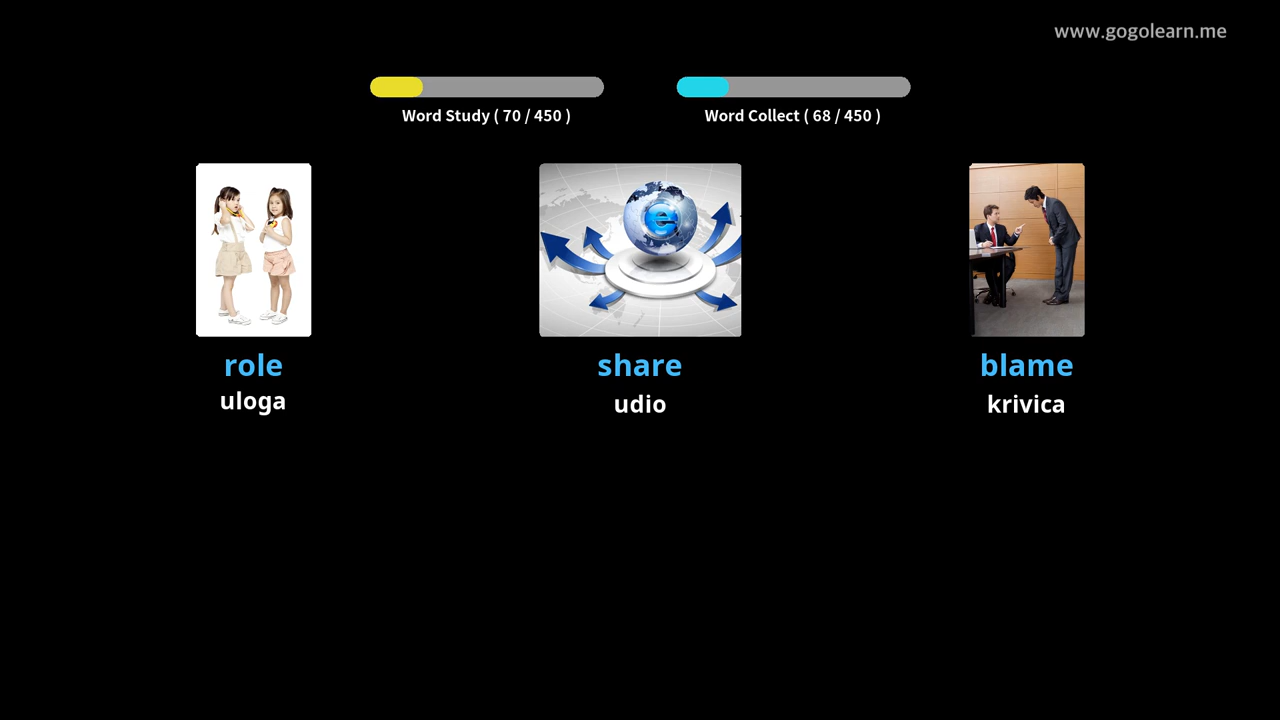 www.gogolearn.me
Word Study ( 70 / 450 )
Word Collect ( 68 / 450 )
e
role
share
blame
uloga
udio
krivica